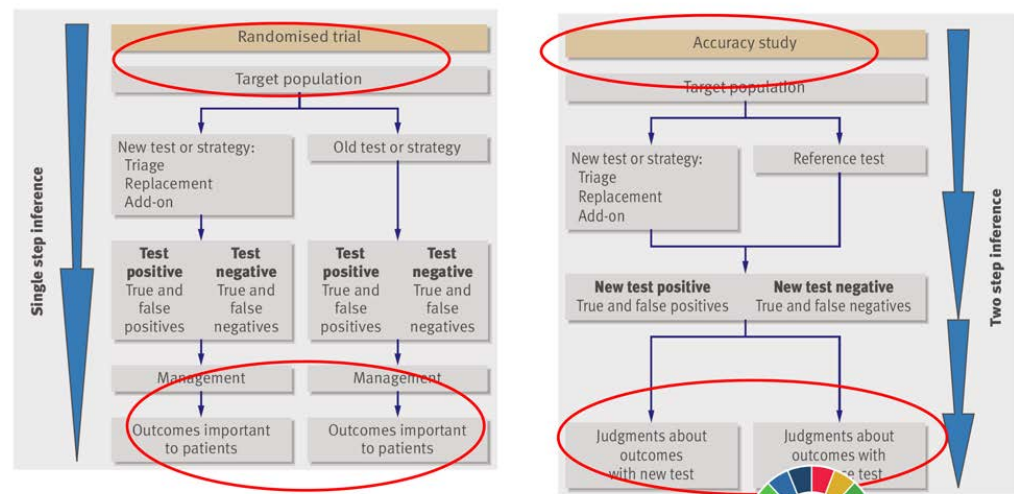 Single step inference
Randomised trial
Target population
New test or strategy:
Triage
Replacement
Add-on
Old test or strategy
Test
positive
True and
false
positives
Test
negative
True and
false
negatives
Test
positive
True and
false
positives
Test
negative
True and
false
negatives
Management
Management
Outcomes important
to patients
Outcomes important
to patients
Accuracy study
Target population
New test or strategy:
Triage
Replacement
Add-on
Reference test
New test positive
True and false positives
New test negative
True and false negatives
Judgments about
outcomes
with new test
Judgments about
outcomes with
test
Two step inference